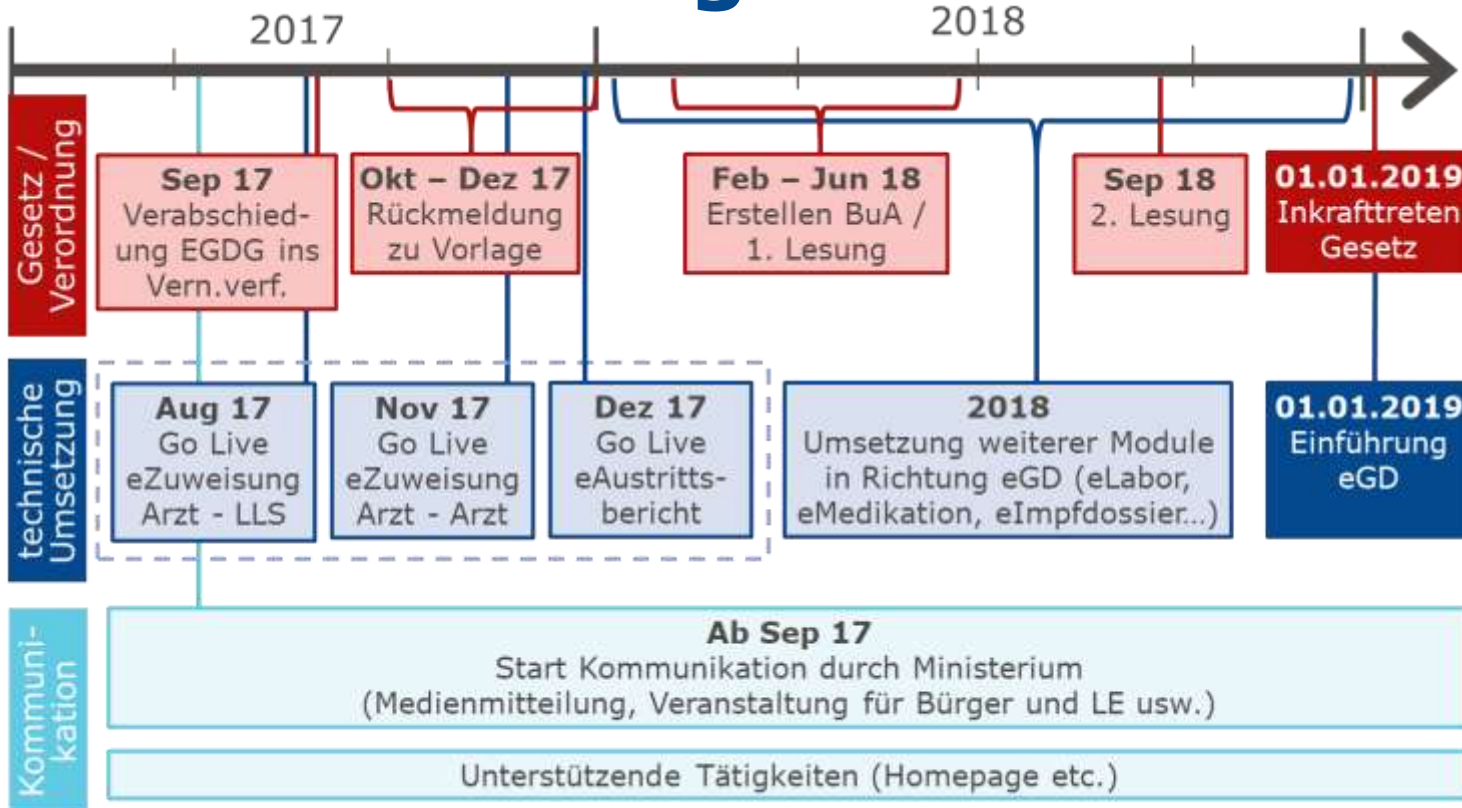 2017
2018
Gesetz /
Verordnung
Sep 17
Verabschied-
ung EGDG ins
Vern.verf.
Okt – Dez 17
Rückmeldung
zu Vorlage
Feb – Jun 18
Erstellen BuA /
1. Lesung
Sep 18
2. Lesung
01.01.2019
Inkrafttreten
Gesetz
technische
Umsetzung
Aug 17
Go Live
eZuweisung
Arzt - LLS
Nov 17
Go Live
eZuweisung
Arzt - Arzt
Dez 17
Go Live
eAustritts-
bericht
2018
Umsetzung weiterer Module
in Richtung eGD (eLabor,
eMedikation, eImpfdossier...)
01.01.2019
Einführung
eGD
Kommuni-
kation
Ab Sep 17
Start Kommunikation durch Ministerium
(Medienmitteilung, Veranstaltung für Bürger und LE usw.)
Unterstützende Tätigkeiten (Homepage etc.)